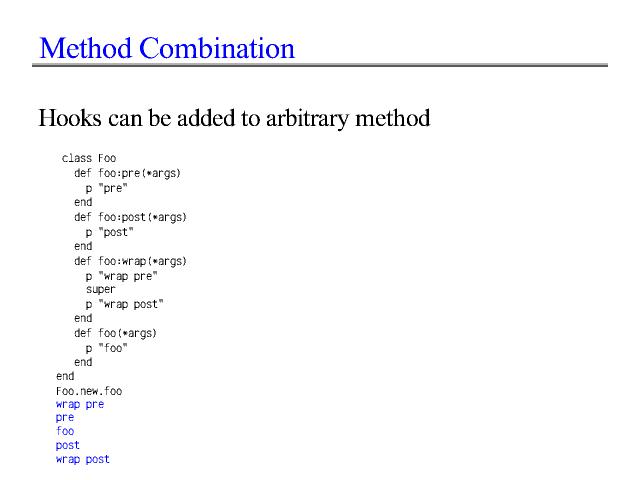 Method Combination
Hooks can be added to arbitrary method
class Foo
def foo:pre(*args)
p "pre"
end
def foo:post(*args)
p "post"
end
def foo:wrap(*args)
p "wrap pre"
super
p "wrap post"
end
def foo(*args)
p "foo"
end
end
Foo.new.foo
wrap pre
pre
foo
post
wrap post